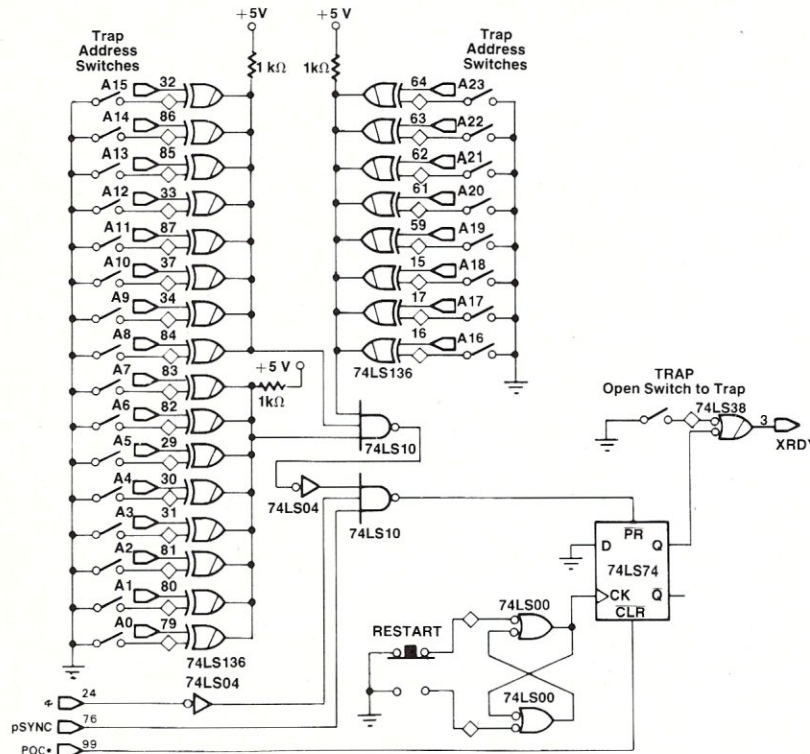 +5V +5V
Trap Address Switches
Trap Address Switches
1 kΩ 1kΩ
A15 32 64 A23
A14 86 63 A22
A13 85 62 A21
A12 33 61 A20
A11 87 59 A19
A10 37 15 A18
A9 34 17 A17
A8 84 16 A16
74LS136
A7 83 +5 V
1kΩ
A6 82
A5 29
A4 30
A3 31
A2 81
A1 80
A0 79
74LS136
74LS04
74LS10
74LS04
74LS10
TRAP
Open Switch to Trap
74LS38
3
XRDY
PR
D Q
74LS74
CK Q
CLR
RESTART
74LS00
74LS00
24
pSYNC 76
POC* 99